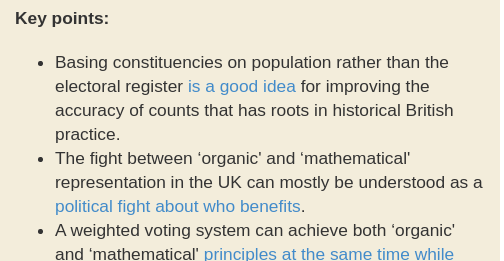 Key points:
• Basing constituencies on population rather than the
electoral register is a good idea for improving the
accuracy of counts that has roots in historical British
practice.
• The fight between ‘organic' and ‘mathematical'
representation in the UK can mostly be understood as a
political fight about who benefits.
• A weighted voting system can achieve both ‘organic'
and ‘mathematical' principles at the same time while